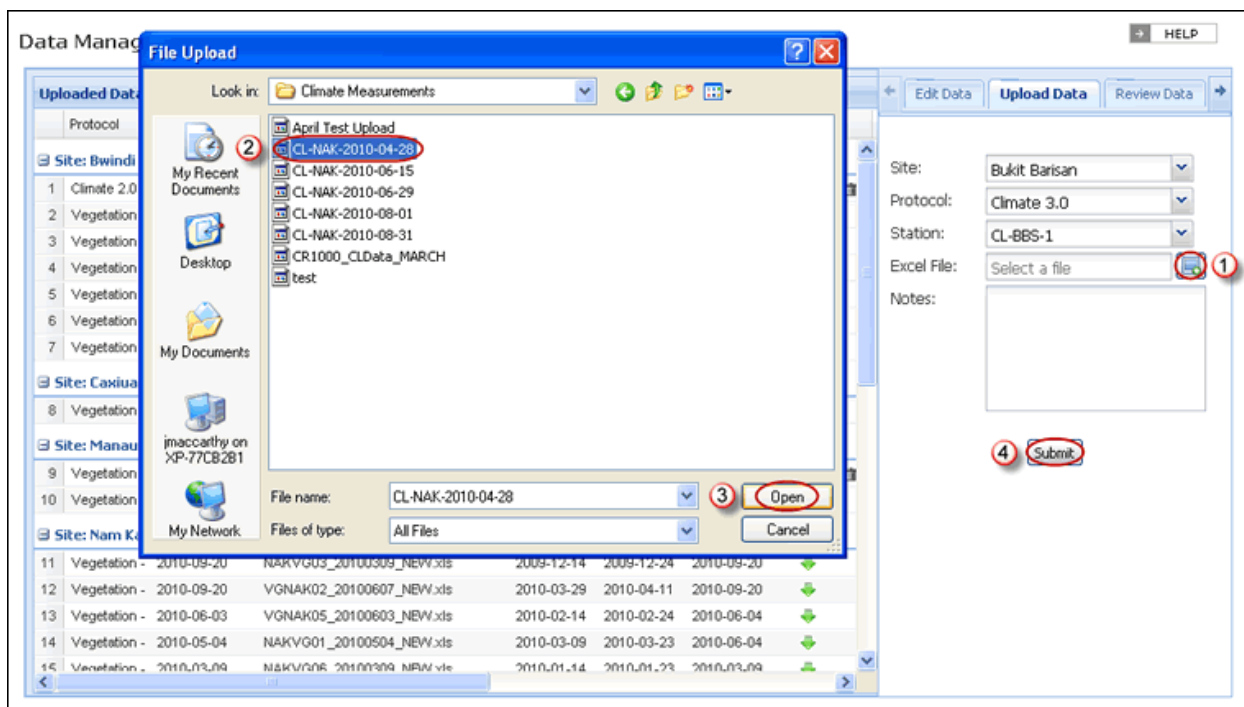 HELP
Data Manag
File Upload
Uploaded Data
Look in:
Climate Measurements
Edit Data
Upload Data
Review Data
Protocol
April Test Upload
2
CL-NAK-2010-04-28
Site: Bwindi
My Recent
Documents
CL-NAK-2010-06-15
Site:
Bukit Barisan
1 Climate 2.0
CL-NAK-2010-06-29
Protocol:
Climate 3.0
2 Vegetation
CL-NAK-2010-08-01
3 Vegetation
CL-NAK-2010-08-31
Station:
CL-BBS-1
4 Vegetation
Desktop
CR1000_CLData_MARCH
Excel File:
Select a file
1
5 Vegetation
test
6 Vegetation
Notes:
7 Vegetation
My Documents
Site: Caxiua
8 Vegetation
Site: Manau
jmaccarthy on
XP-77CB2B1
4
Submit
9 Vegetation
10 Vegetation
File name:
CL-NAK-2010-04-28
3
Open
Site: Nam Ka
My Network
Files of type:
All Files
Cancel
11 Vegetation - 2010-09-20 NAKVG03_20100309_NEW.xls 2009-12-14 2009-12-24 2010-09-20
12 Vegetation - 2010-09-20 VGNAK02_20100607_NEW.xls 2010-03-29 2010-04-11 2010-09-20
13 Vegetation - 2010-06-03 VGNAK05_20100603_NEW.xls 2010-02-14 2010-02-24 2010-06-04
14 Vegetation - 2010-05-04 NAKVG01_20100504_NEW.xls 2010-03-09 2010-03-23 2010-06-04
15 Vegetation - 2010-03-09 NAKVG06_20100309_NEW.xls 2010-01-14 2010-01-23 2010-03-09